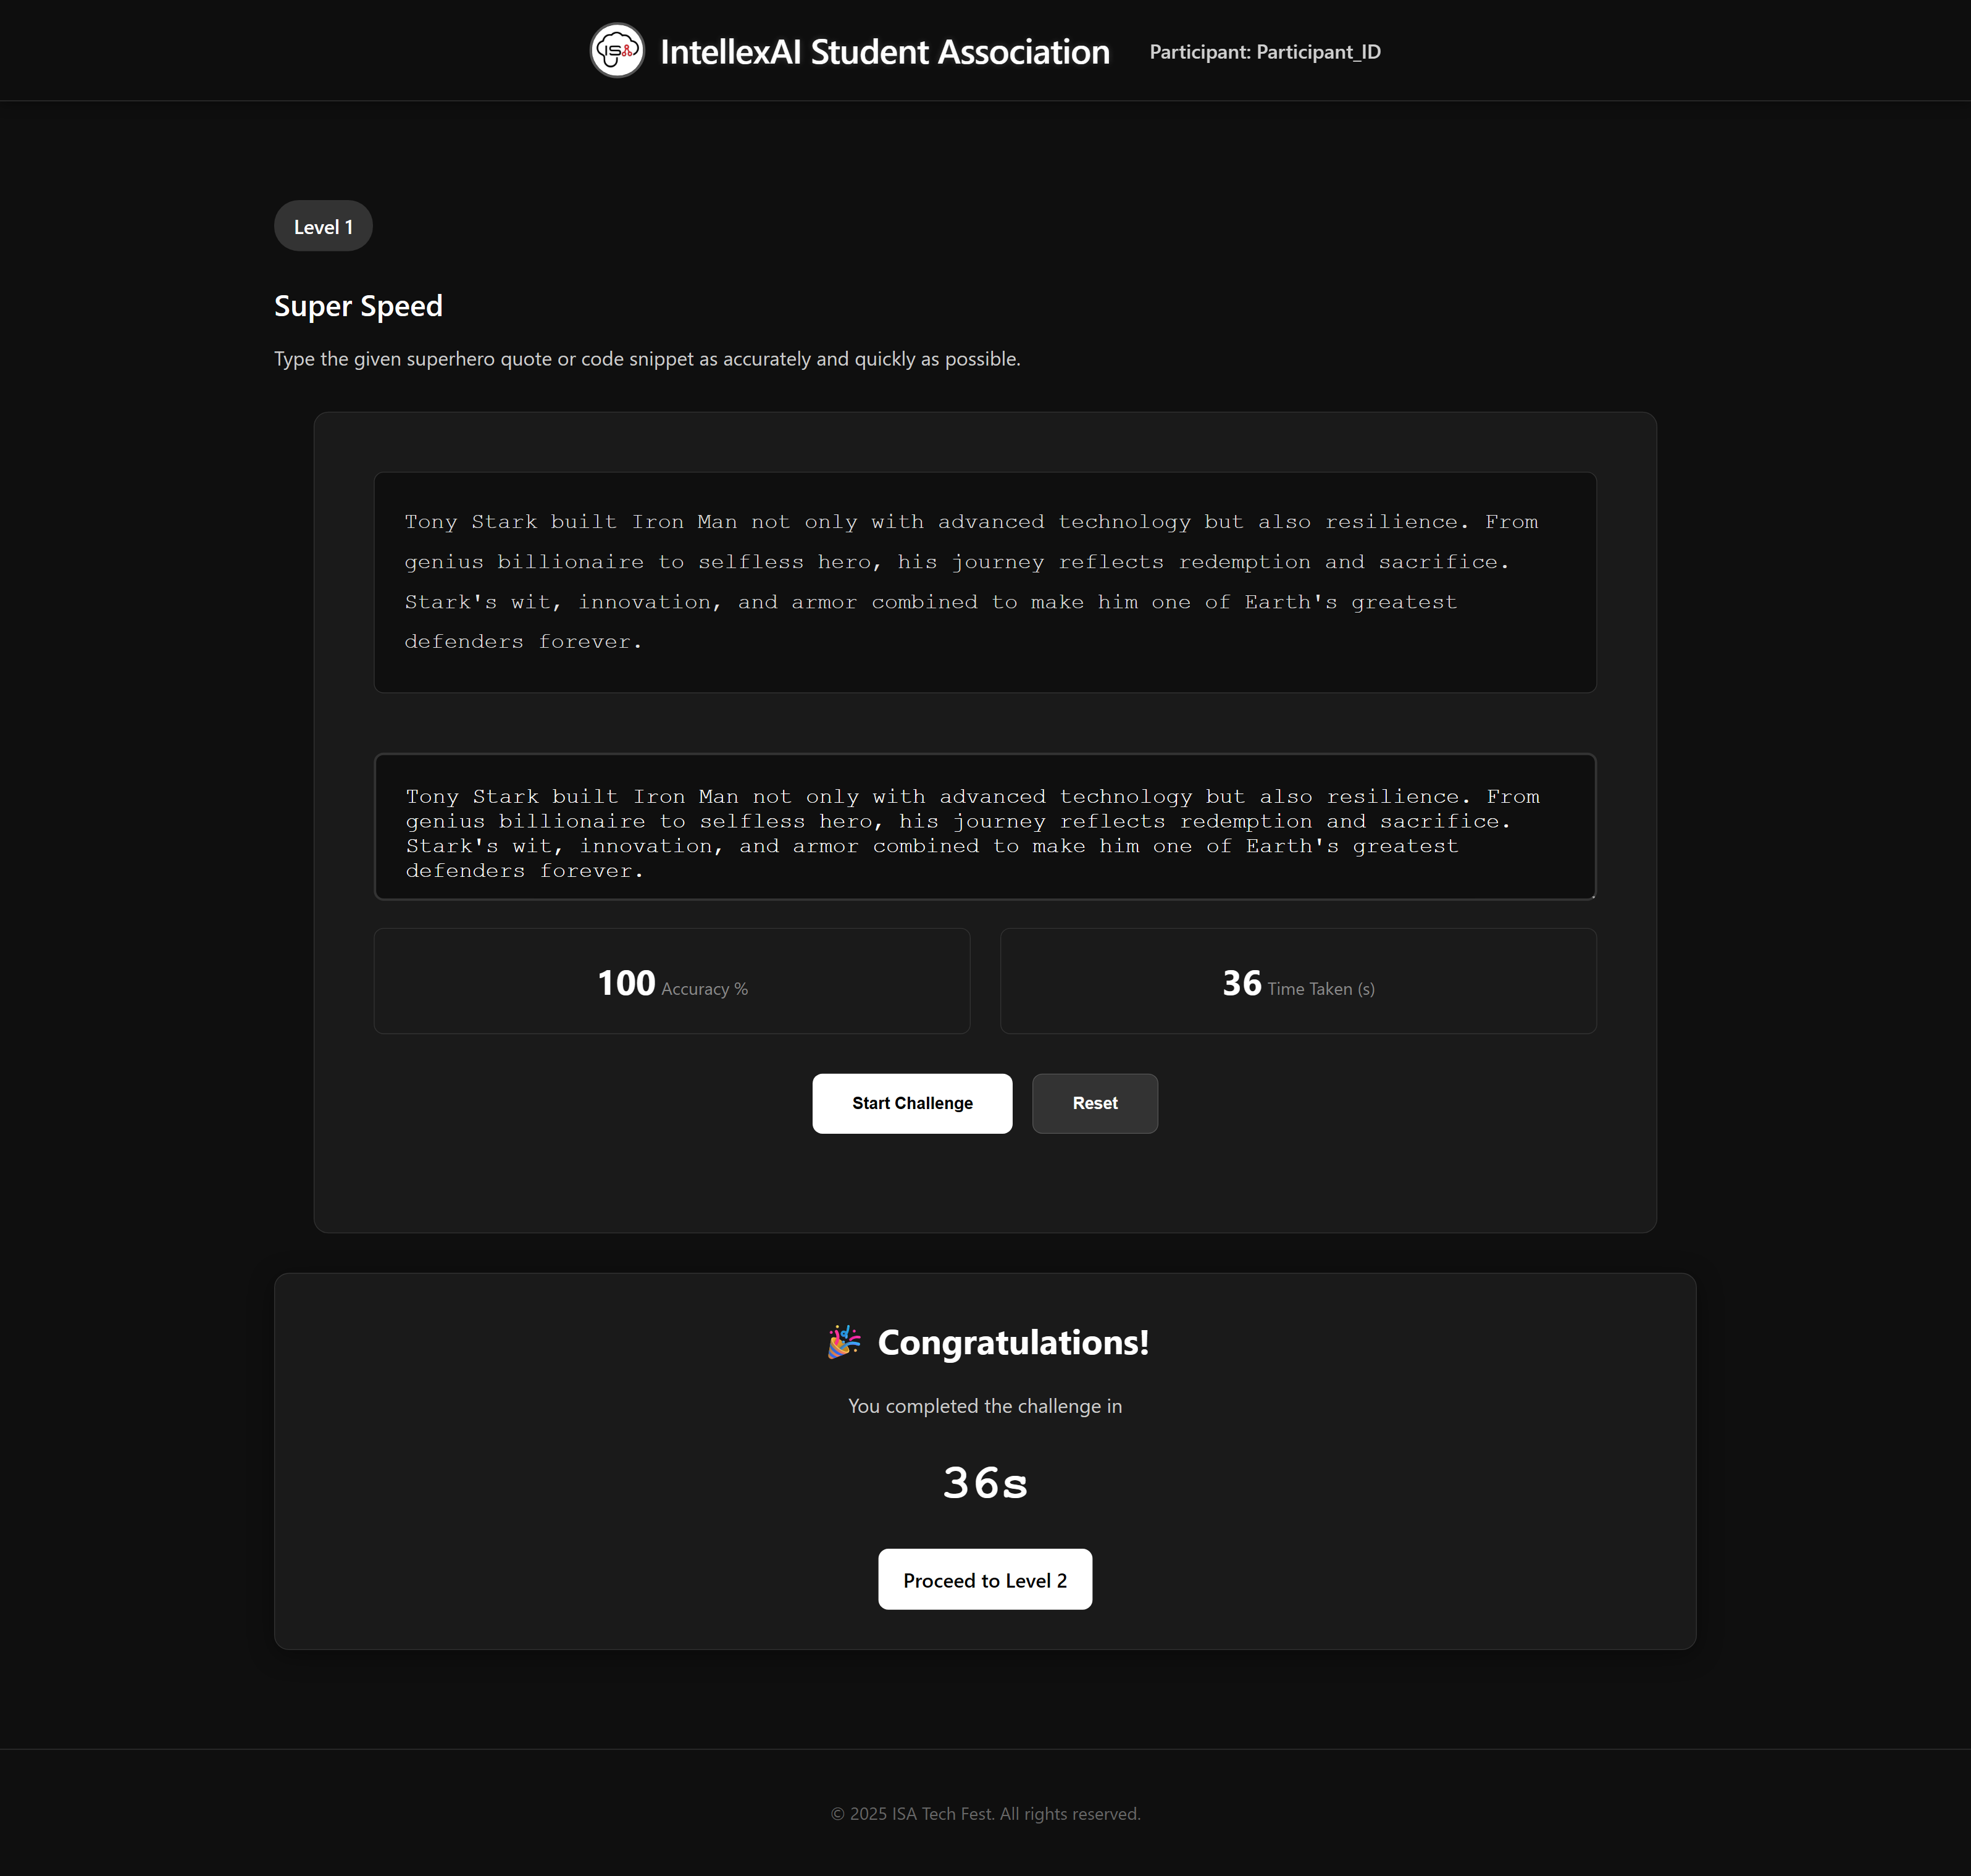 ISA
IntellexAI Student Association
Participant: Participant_ID
Level 1
Super Speed
Type the given superhero quote or code snippet as accurately and quickly as possible.
Tony Stark built Iron Man not only with advanced technology but also resilience. From
genius billionaire to selfless hero, his journey reflects redemption and sacrifice.
Stark's wit, innovation, and armor combined to make him one of Earth's greatest
defenders forever.
Tony Stark built Iron Man not only with advanced technology but also resilience. From
genius billionaire to selfless hero, his journey reflects redemption and sacrifice.
Stark's wit, innovation, and armor combined to make him one of Earth's greatest
defenders forever.
100 Accuracy %
36 Time Taken (s)
Start Challenge
Reset
🎉 Congratulations!
You completed the challenge in
36s
Proceed to Level 2
© 2025 ISA Tech Fest. All rights reserved.